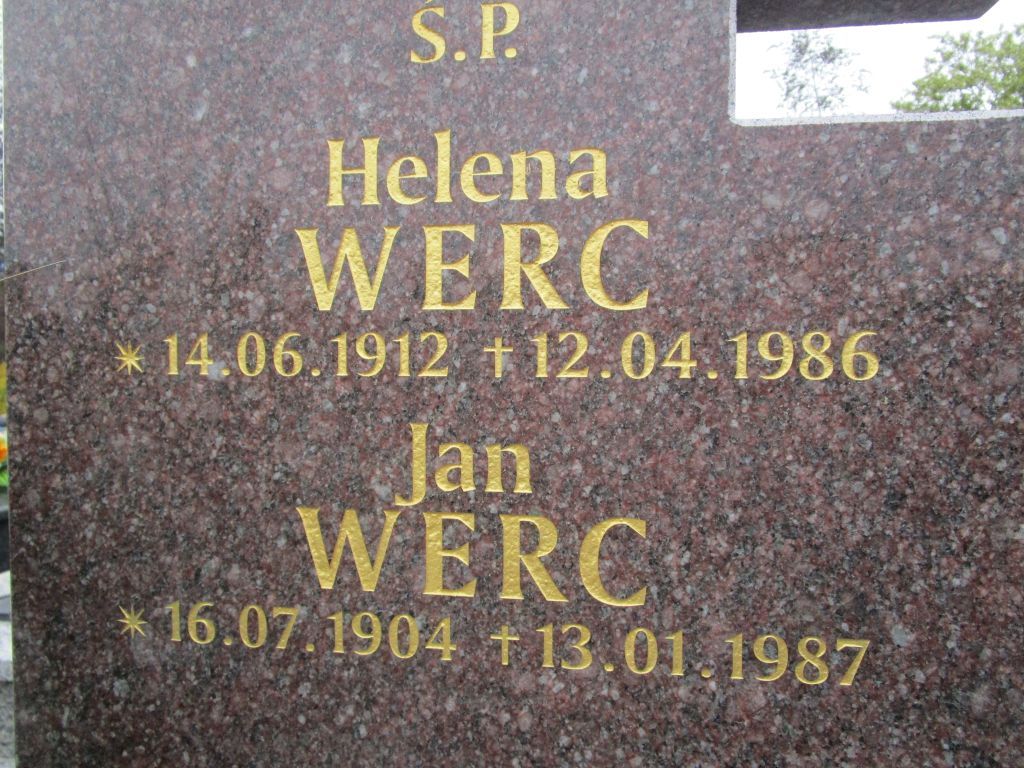 Ś.P.
Helena
WERC
* 14.06.1912 †12.04.1986
Jan
WERC
* 16.07.1904 †13.01.1987